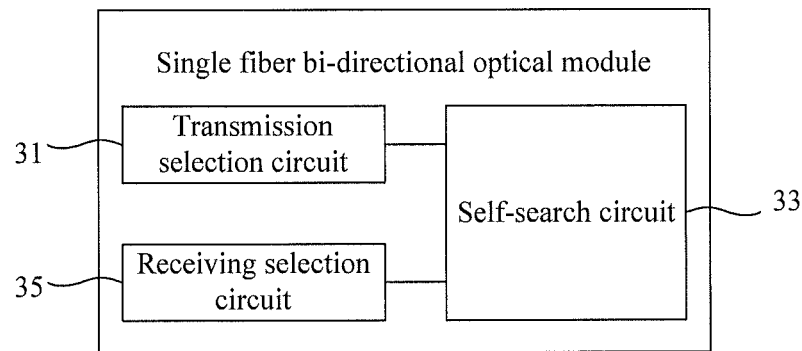 Single fiber bi-directional optical module
31
Transmission
selection circuit
Self-search circuit
33
35
Receiving selection
circuit